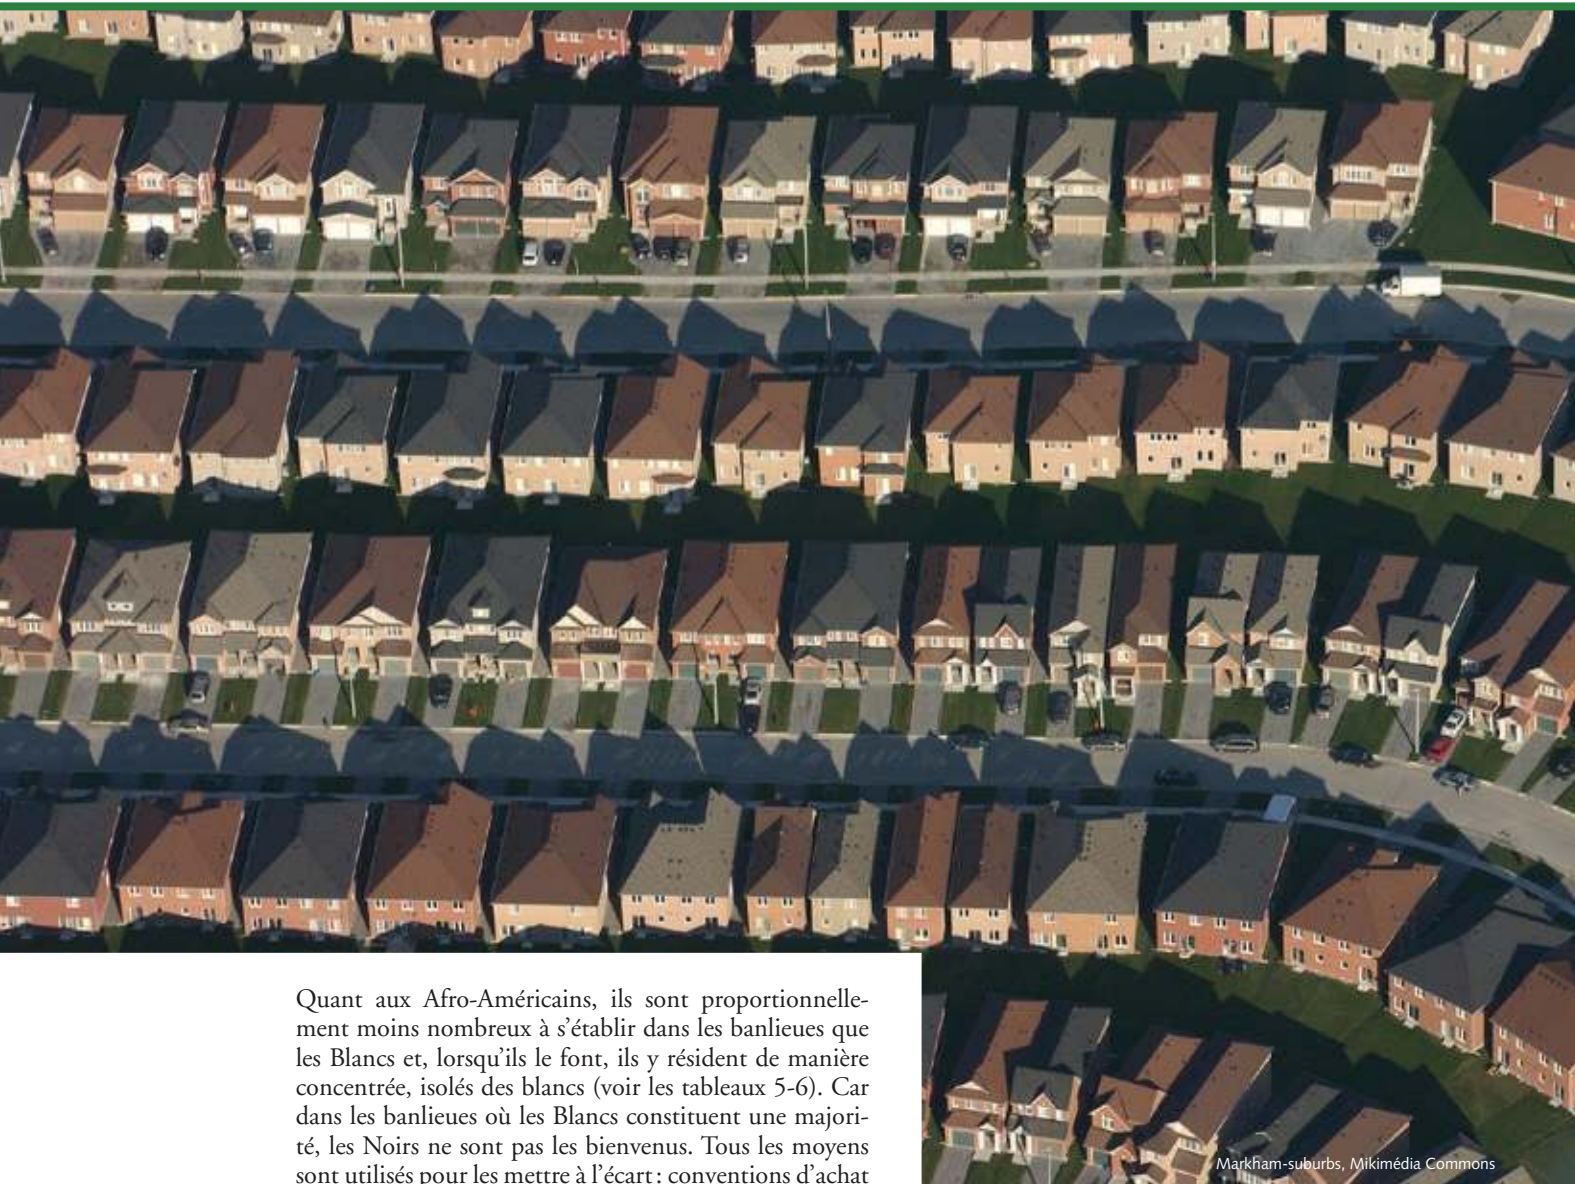 Quant aux Afro-Américains, ils sont proportionnelle-
ment moins nombreux à s'établir dans les banlieues que
les Blancs et, lorsqu'ils le font, ils y résident de manière
concentrée, isolés des blancs (voir les tableaux 5-6). Car
dans les banlieues où les Blancs constituent une majori-
té, les Noirs ne sont pas les bienvenus. Tous les moyens
sont utilisés pour les mettre à l'écart : conventions d'achat
Markham-suburbs, Mikimédia Commons